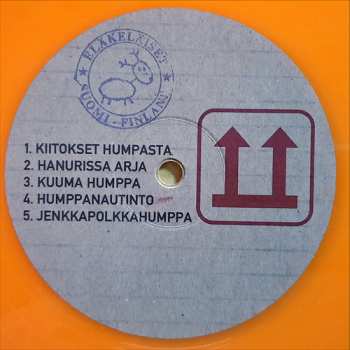 ELÄKELÄISET
SUOMI - FINLAND
1. KIITOKSET HUMPASTA
2. HANURISSA ARJA
3. KUUMA HUMPPA
4. HUMPPANAUTINTO
5. JENKKAPOLKKAHUMPPA